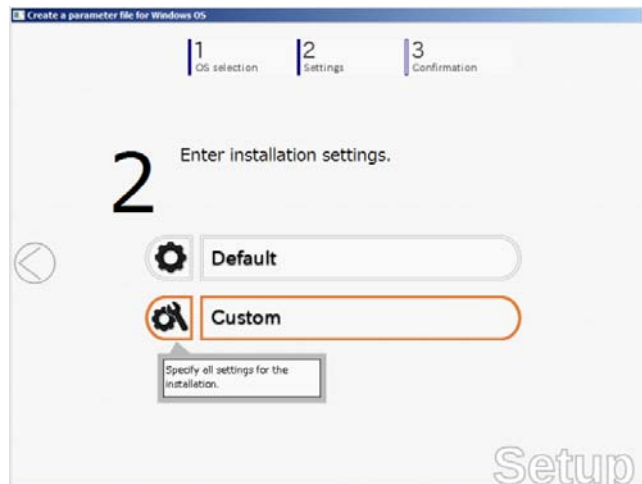 Create a parameter file for Windows OS
1
OS selection
2
Settings
3
Confirmation
2
Enter installation settings.
Default
Custom
Specify all settings for the
installation.
Setup